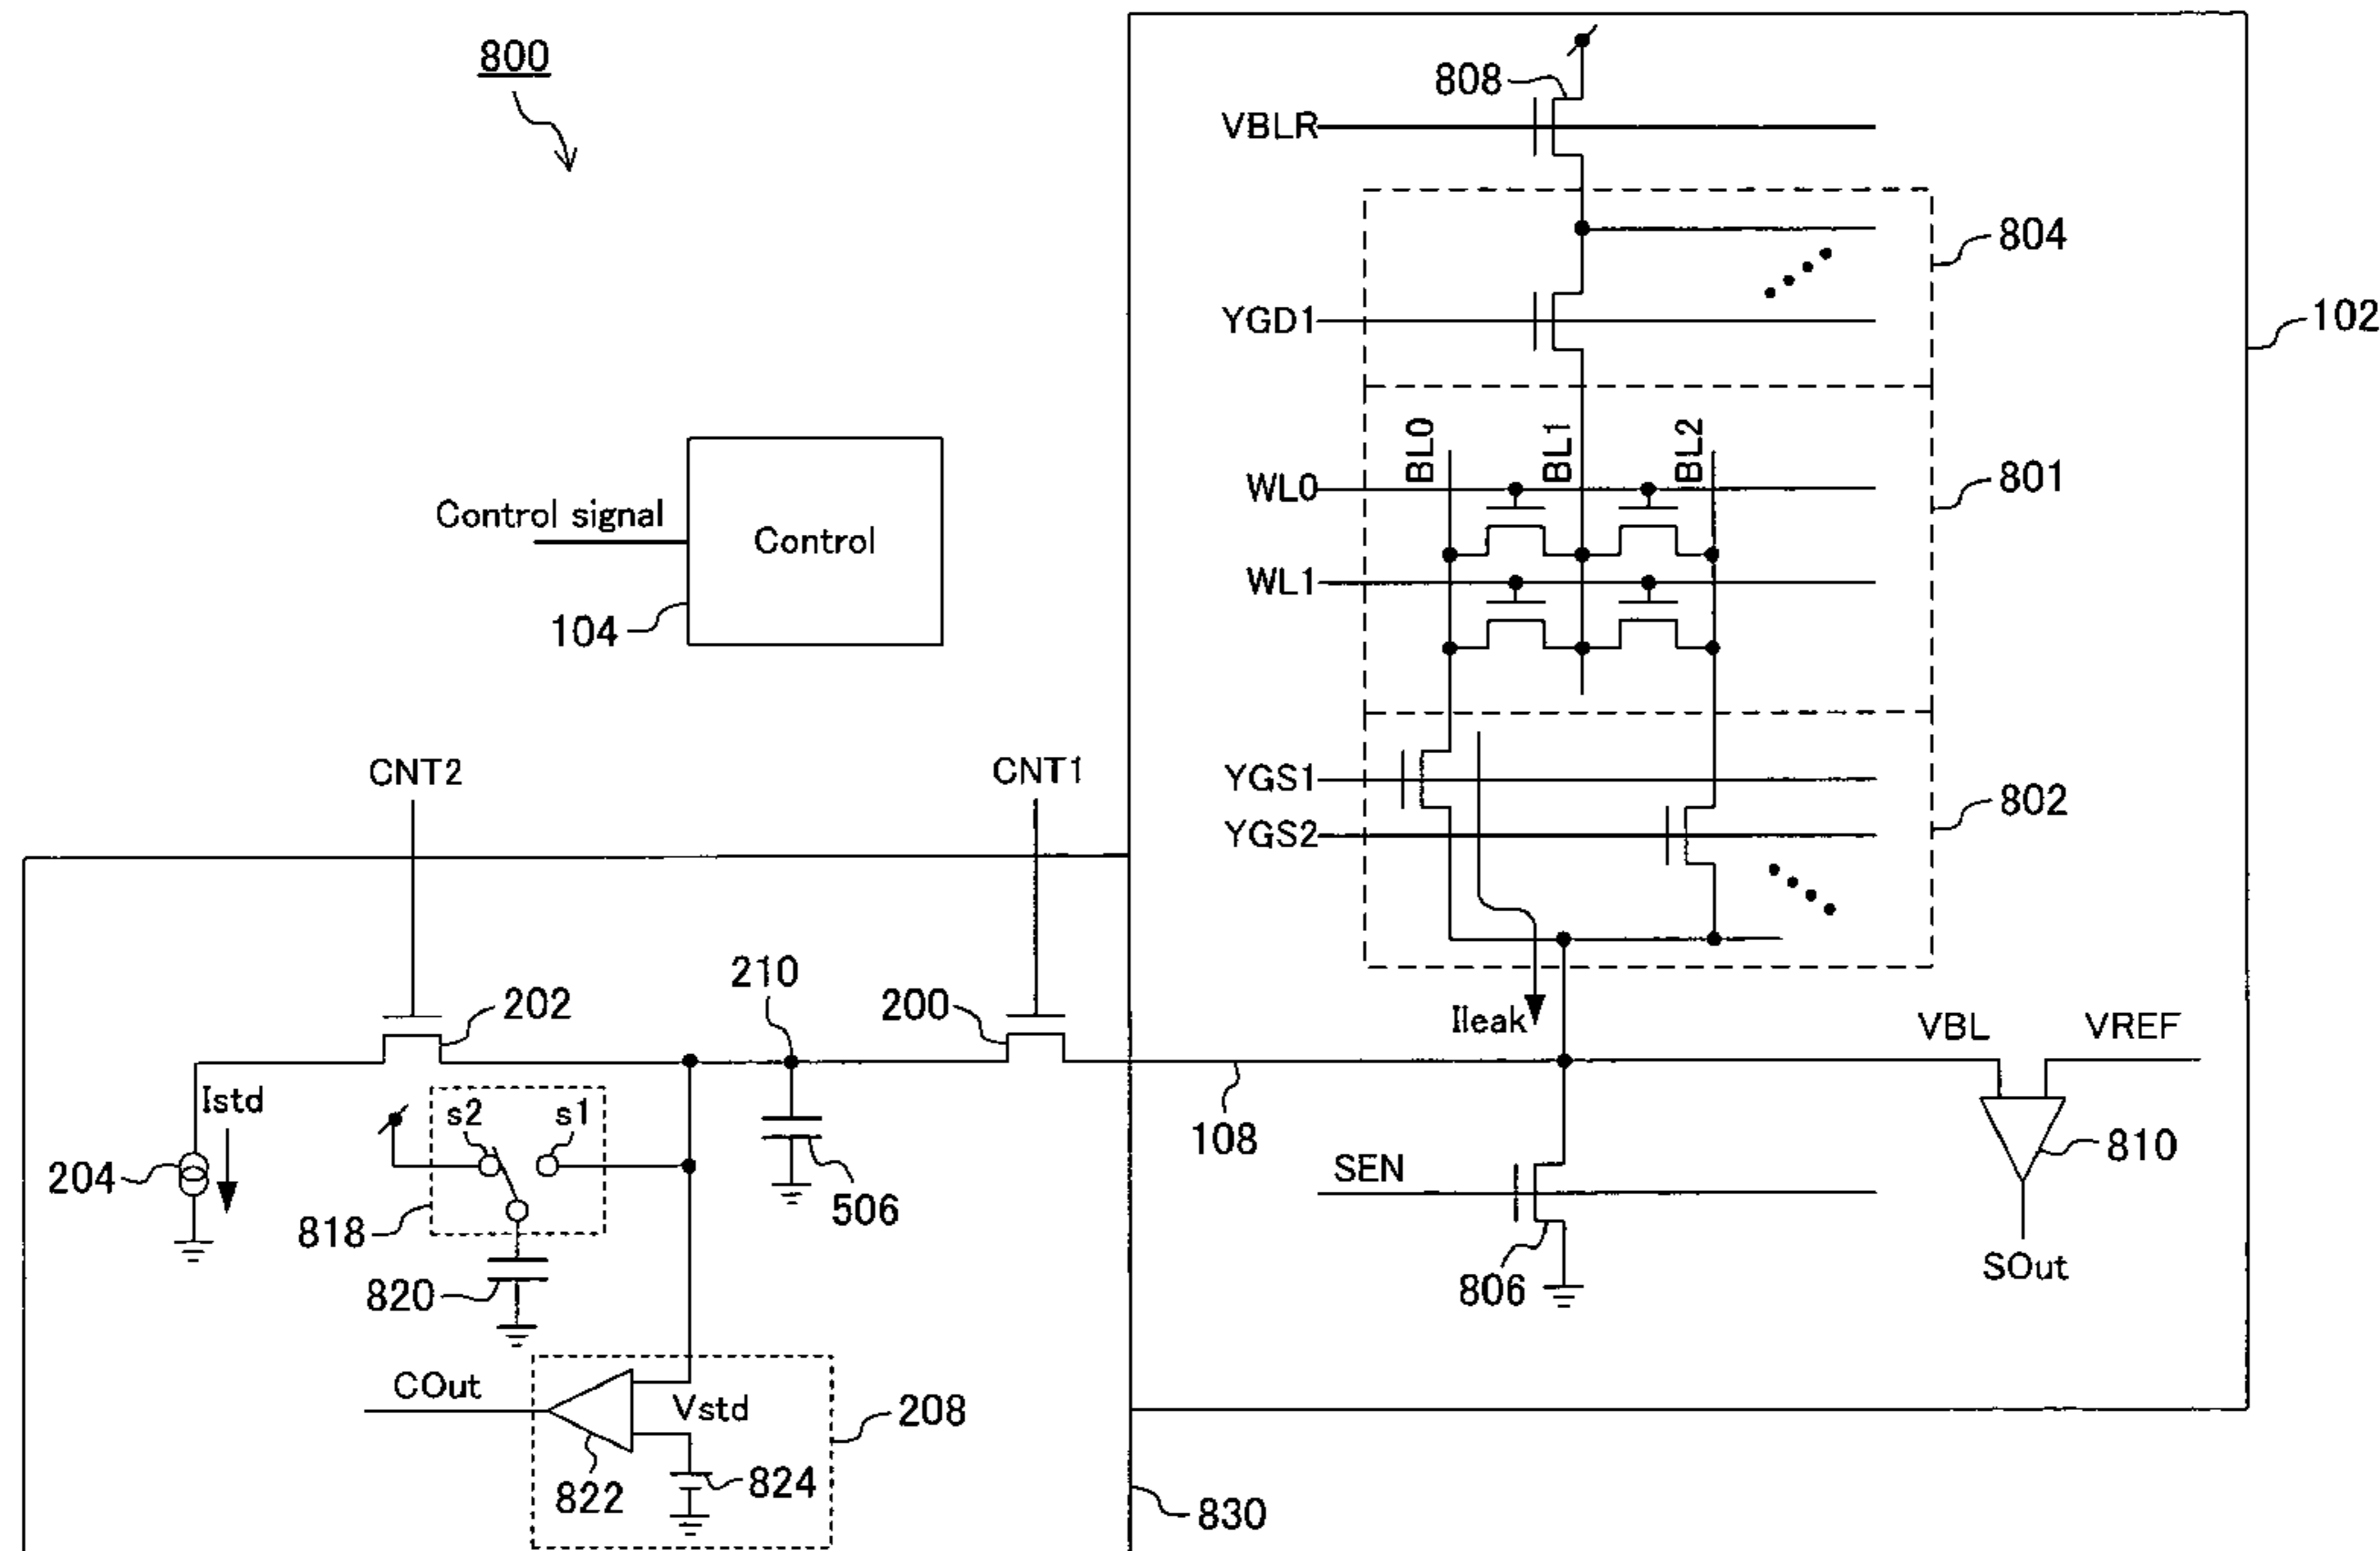 800
808
VBLR
804
YGD1
102
BL0
BL1
BL2
WL0
801
Control signal
Control
WL1
104
CNT2
CNT1
YGS1
802
YGS2
210
202
200
Ileak
VBL
VREF
Istd
s2
s1
108
810
204
506
SEN
818
820
806
SOut
COut
Vstd
208
822
824
830